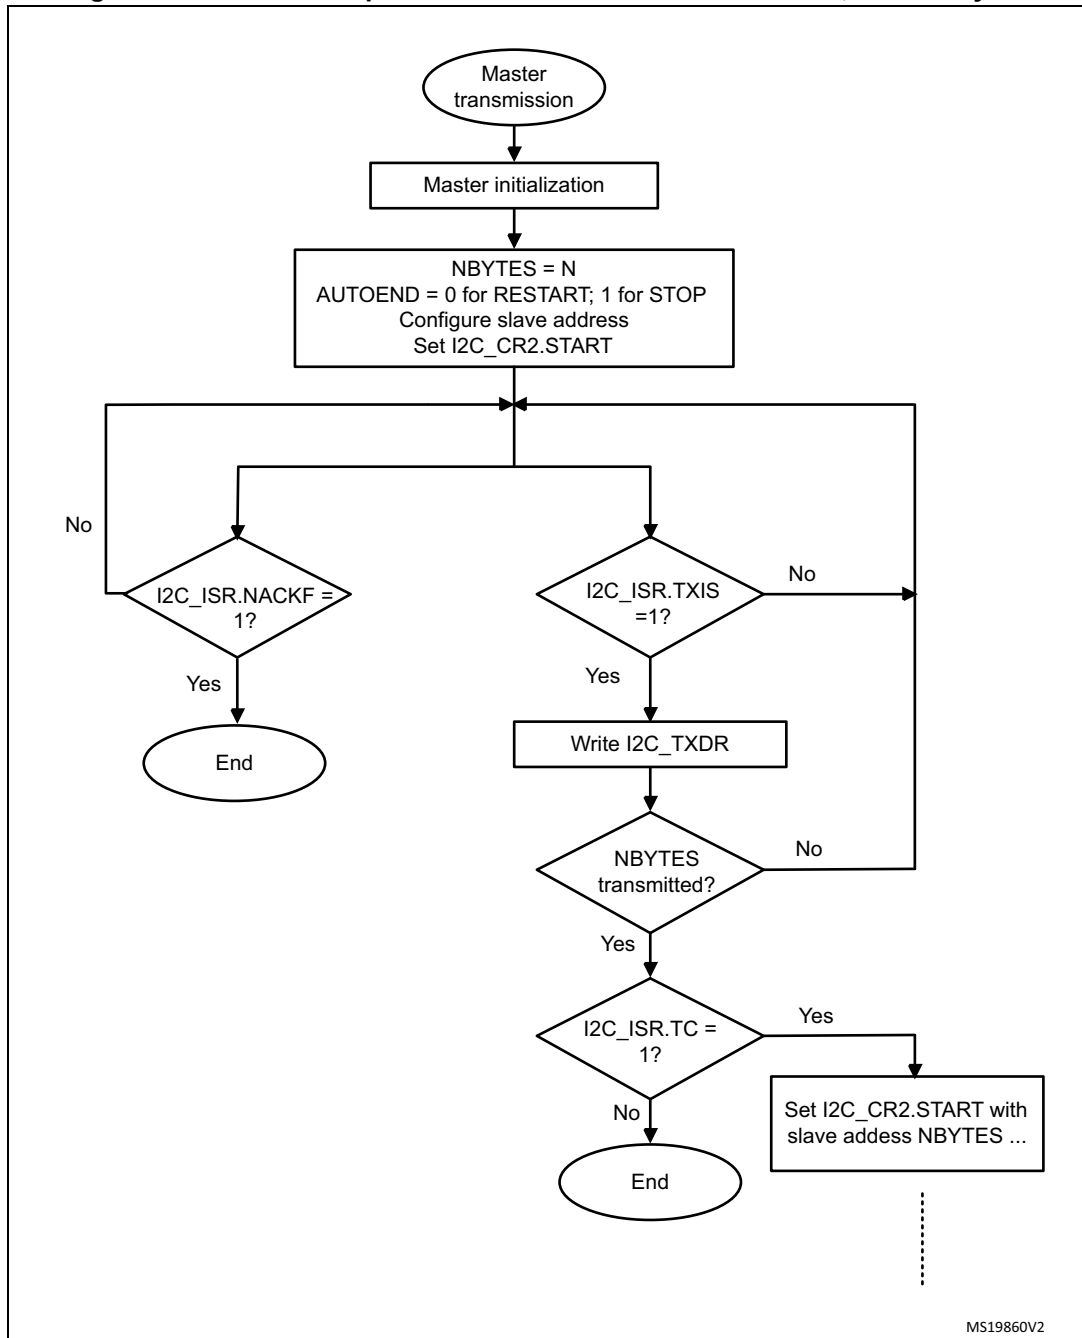 Master
transmission
Master initialization
NBYTES = N
AUTOEND = 0 for RESTART; 1 for STOP
Configure slave address
Set I2C_CR2.START
No
I2C_ISR.NACKF =
1?
Yes
End
I2C_ISR.TXIS
=1?
No
Yes
Write I2C_TXDR
NBYTES
transmitted?
No
Yes
I2C_ISR.TC =
1?
Yes
No
Set I2C_CR2.START with
slave addess NBYTES ...
End
MS19860V2